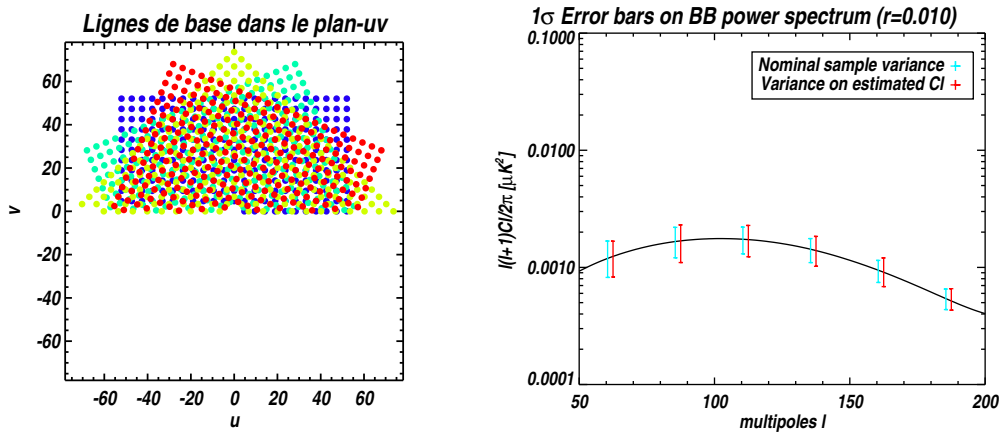 Lignes de base dans le plan-uv
60
40
20
0
-20
-40
-60
v
-60 -40 -20 0 20 40 60
u
1σ Error bars on BB power spectrum (r=0.010)
0.1000
0.0100
0.0010
0.0001
l(l+1)Cl/2π [μK²]
Nominal sample variance
Variance on estimated Cl
50 100 150 200
multipoles l